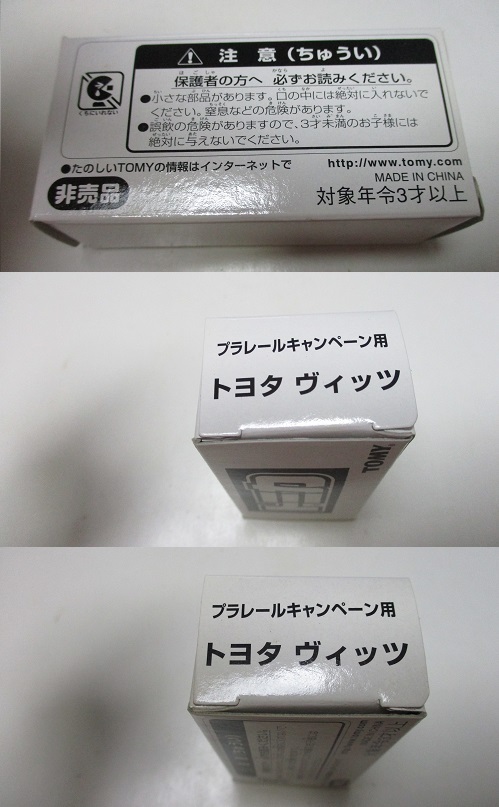 注意（ちゅうい）
保護者の方へ 必ずお読みください。
くちにいれない
●小さな部品があります。口の中には絶対に入れないで
ください。窒息などの危険があります。
●誤飲の危険がありますので、3才未満のお子様には
絶対に与えないでください。
●たのしいTOMYの情報はインターネットで http://www.tomy.com
MADE IN CHINA
非売品 対象年令3才以上
プラレールキャンペーン用
トヨタ ヴィッツ
TOMY
プラレールキャンペーン用
トヨタ ヴィッツ